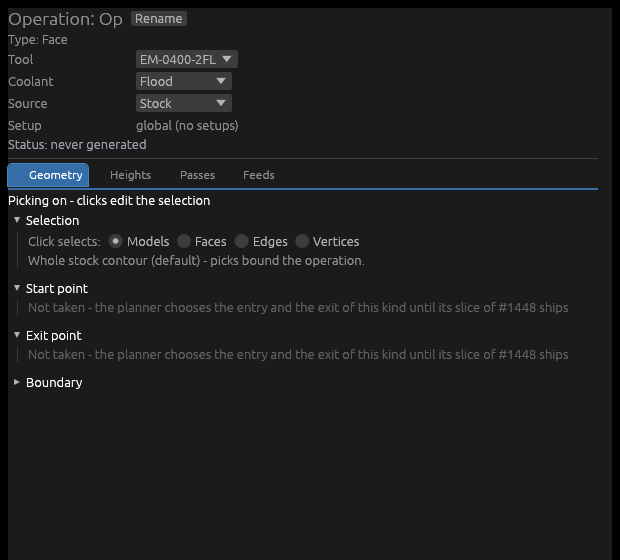 Operation: Op Rename
Type: Face
Tool EM-0400-2FL
Coolant Flood
Source Stock
Setup global (no setups)
Status: never generated
Geometry Heights Passes Feeds
Picking on - clicks edit the selection
Selection
Click selects: Models Faces Edges Vertices
Whole stock contour (default) - picks bound the operation.
Start point
Not taken - the planner chooses the entry and the exit of this kind until its slice of #1448 ships
Exit point
Not taken - the planner chooses the entry and the exit of this kind until its slice of #1448 ships
Boundary